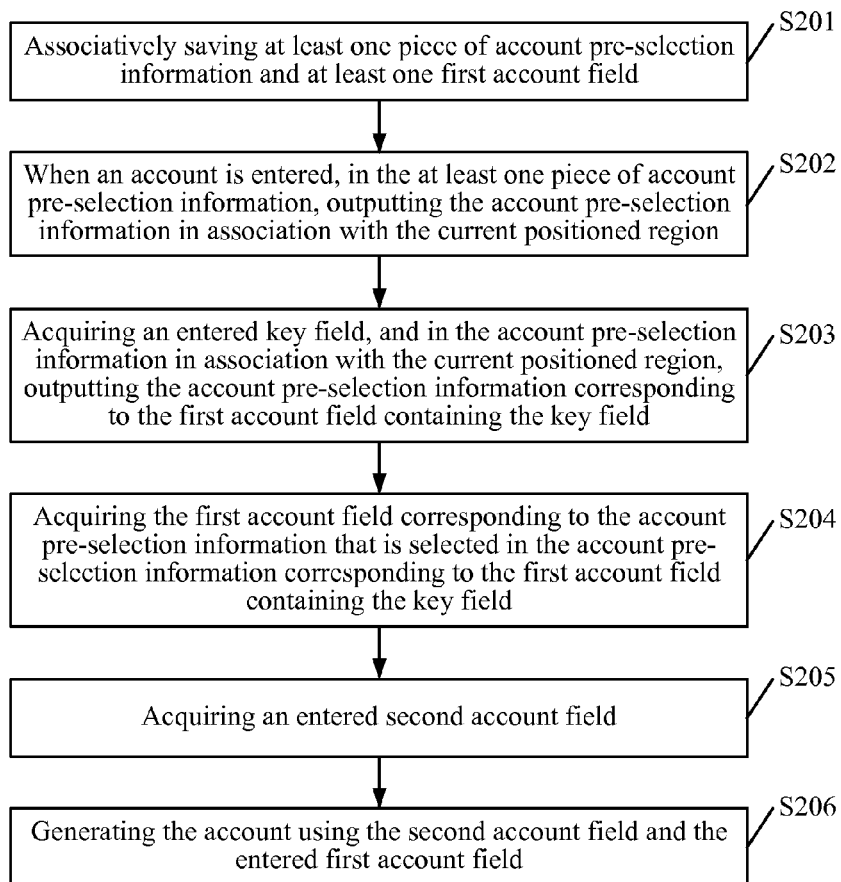 S201
Associatively saving at least one piece of account pre-selection
information and at least one first account field
S202
When an account is entered, in the at least one piece of account
pre-selection information, outputting the account pre-selection
information in association with the current positioned region
S203
Acquiring an entered key field, and in the account pre-selection
information in association with the current positioned region,
outputting the account pre-selection information corresponding
to the first account field containing the key field
S204
Acquiring the first account field corresponding to the account
pre-selection information that is selected in the account pre-
selection information corresponding to the first account field
containing the key field
S205
Acquiring an entered second account field
S206
Generating the account using the second account field and the
entered first account field